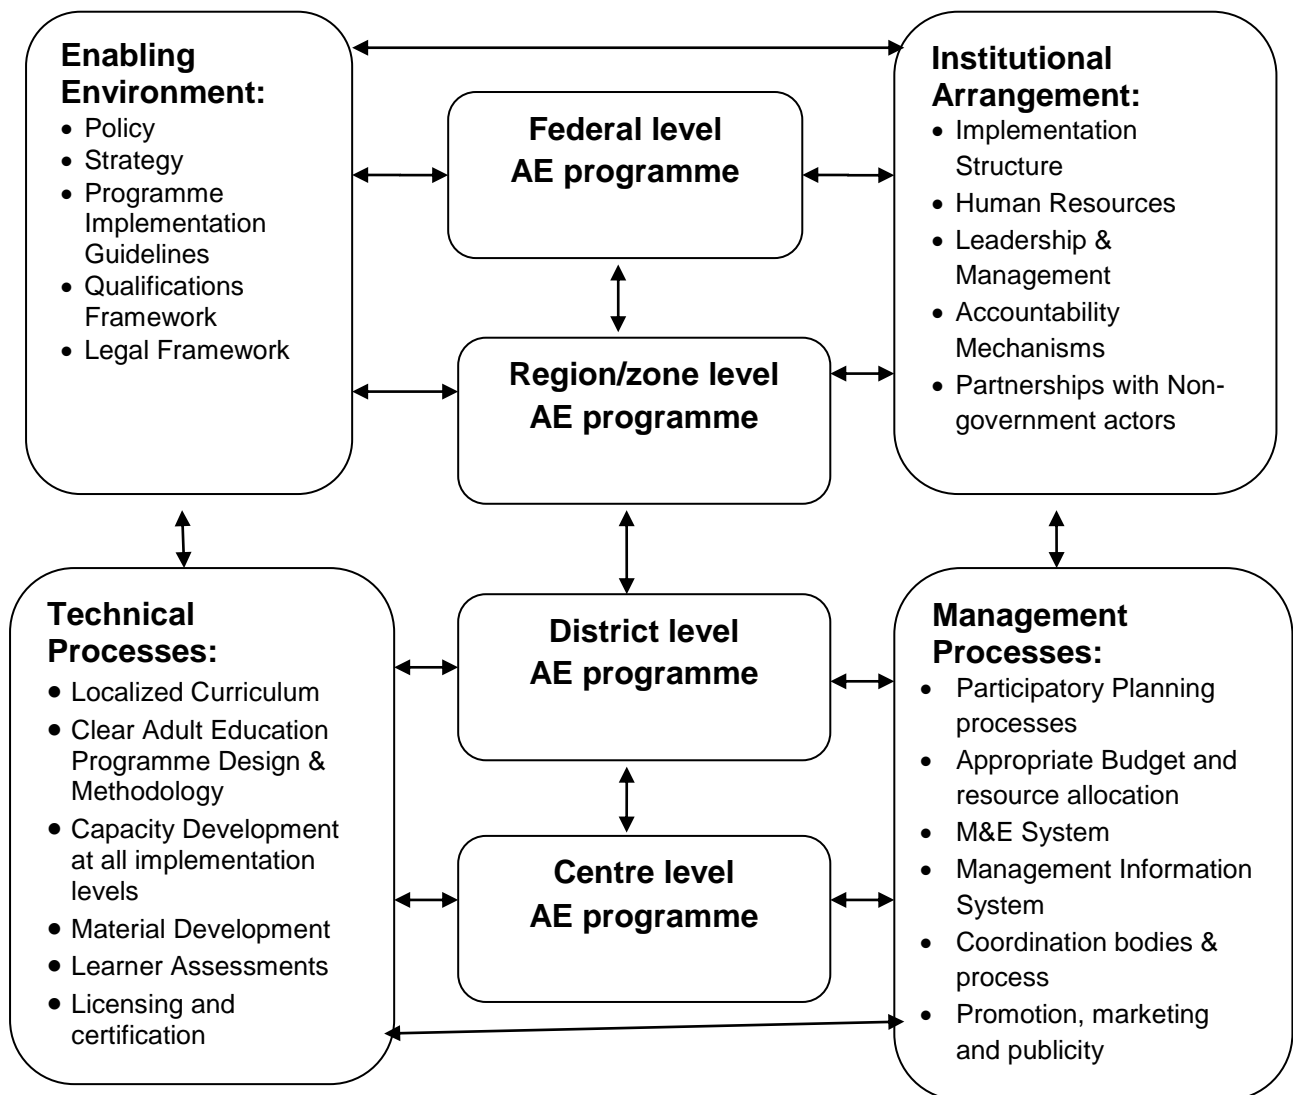 Enabling
Environment:
• Policy
• Strategy
• Programme
Implementation
Guidelines
• Qualifications
Framework
• Legal Framework
Federal level
AE programme
Institutional
Arrangement:
• Implementation
Structure
• Human Resources
• Leadership &
Management
• Accountability
Mechanisms
• Partnerships with Non-
government actors
Region/zone level
AE programme
Technical
Processes:
• Localized Curriculum
• Clear Adult Education
Programme Design &
Methodology
• Capacity Development
at all implementation
levels
• Material Development
• Learner Assessments
• Licensing and
certification
District level
AE programme
Centre level
AE programme
Management
Processes:
• Participatory Planning
processes
• Appropriate Budget and
resource allocation
• M&E System
• Management Information
System
• Coordination bodies &
process
• Promotion, marketing
and publicity